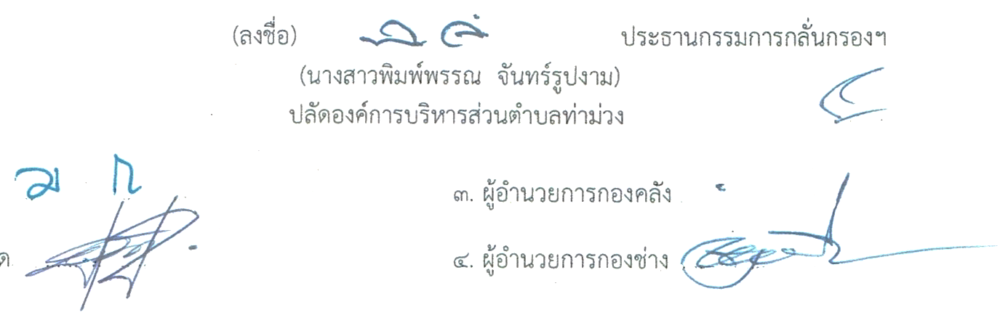 (ลงชื่อ) ประธานกรรมการกลั่นกรองฯ
(นางสาวพิมพ์พรรณ จันทร์รูปงาม)
ปลัดองค์การบริหารส่วนตำบลท่าม่วง
๓. ผู้อำนวยการกองคลัง
๔. ผู้อำนวยการกองช่าง